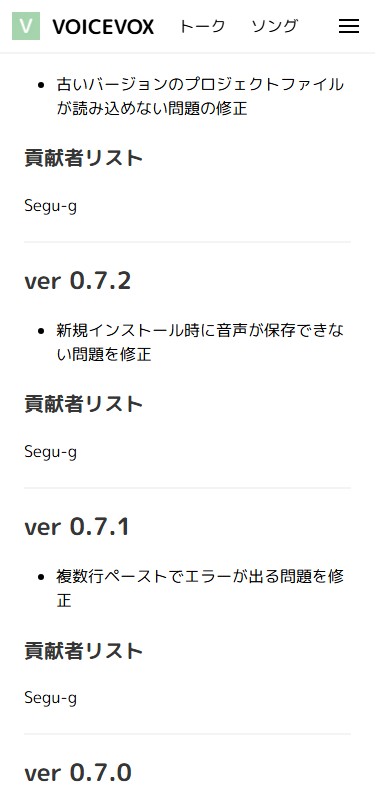 V VOICEVOX トーク ソング
古いバージョンのプロジェクトファイル
が読み込めない問題の修正
貢献者リスト
Segu-g
ver 0.7.2
新規インストール時に音声が保存できな
い問題を修正
貢献者リスト
Segu-g
ver 0.7.1
複数行ペーストでエラーが出る問題を修
正
貢献者リスト
Segu-g
ver 0.7.0